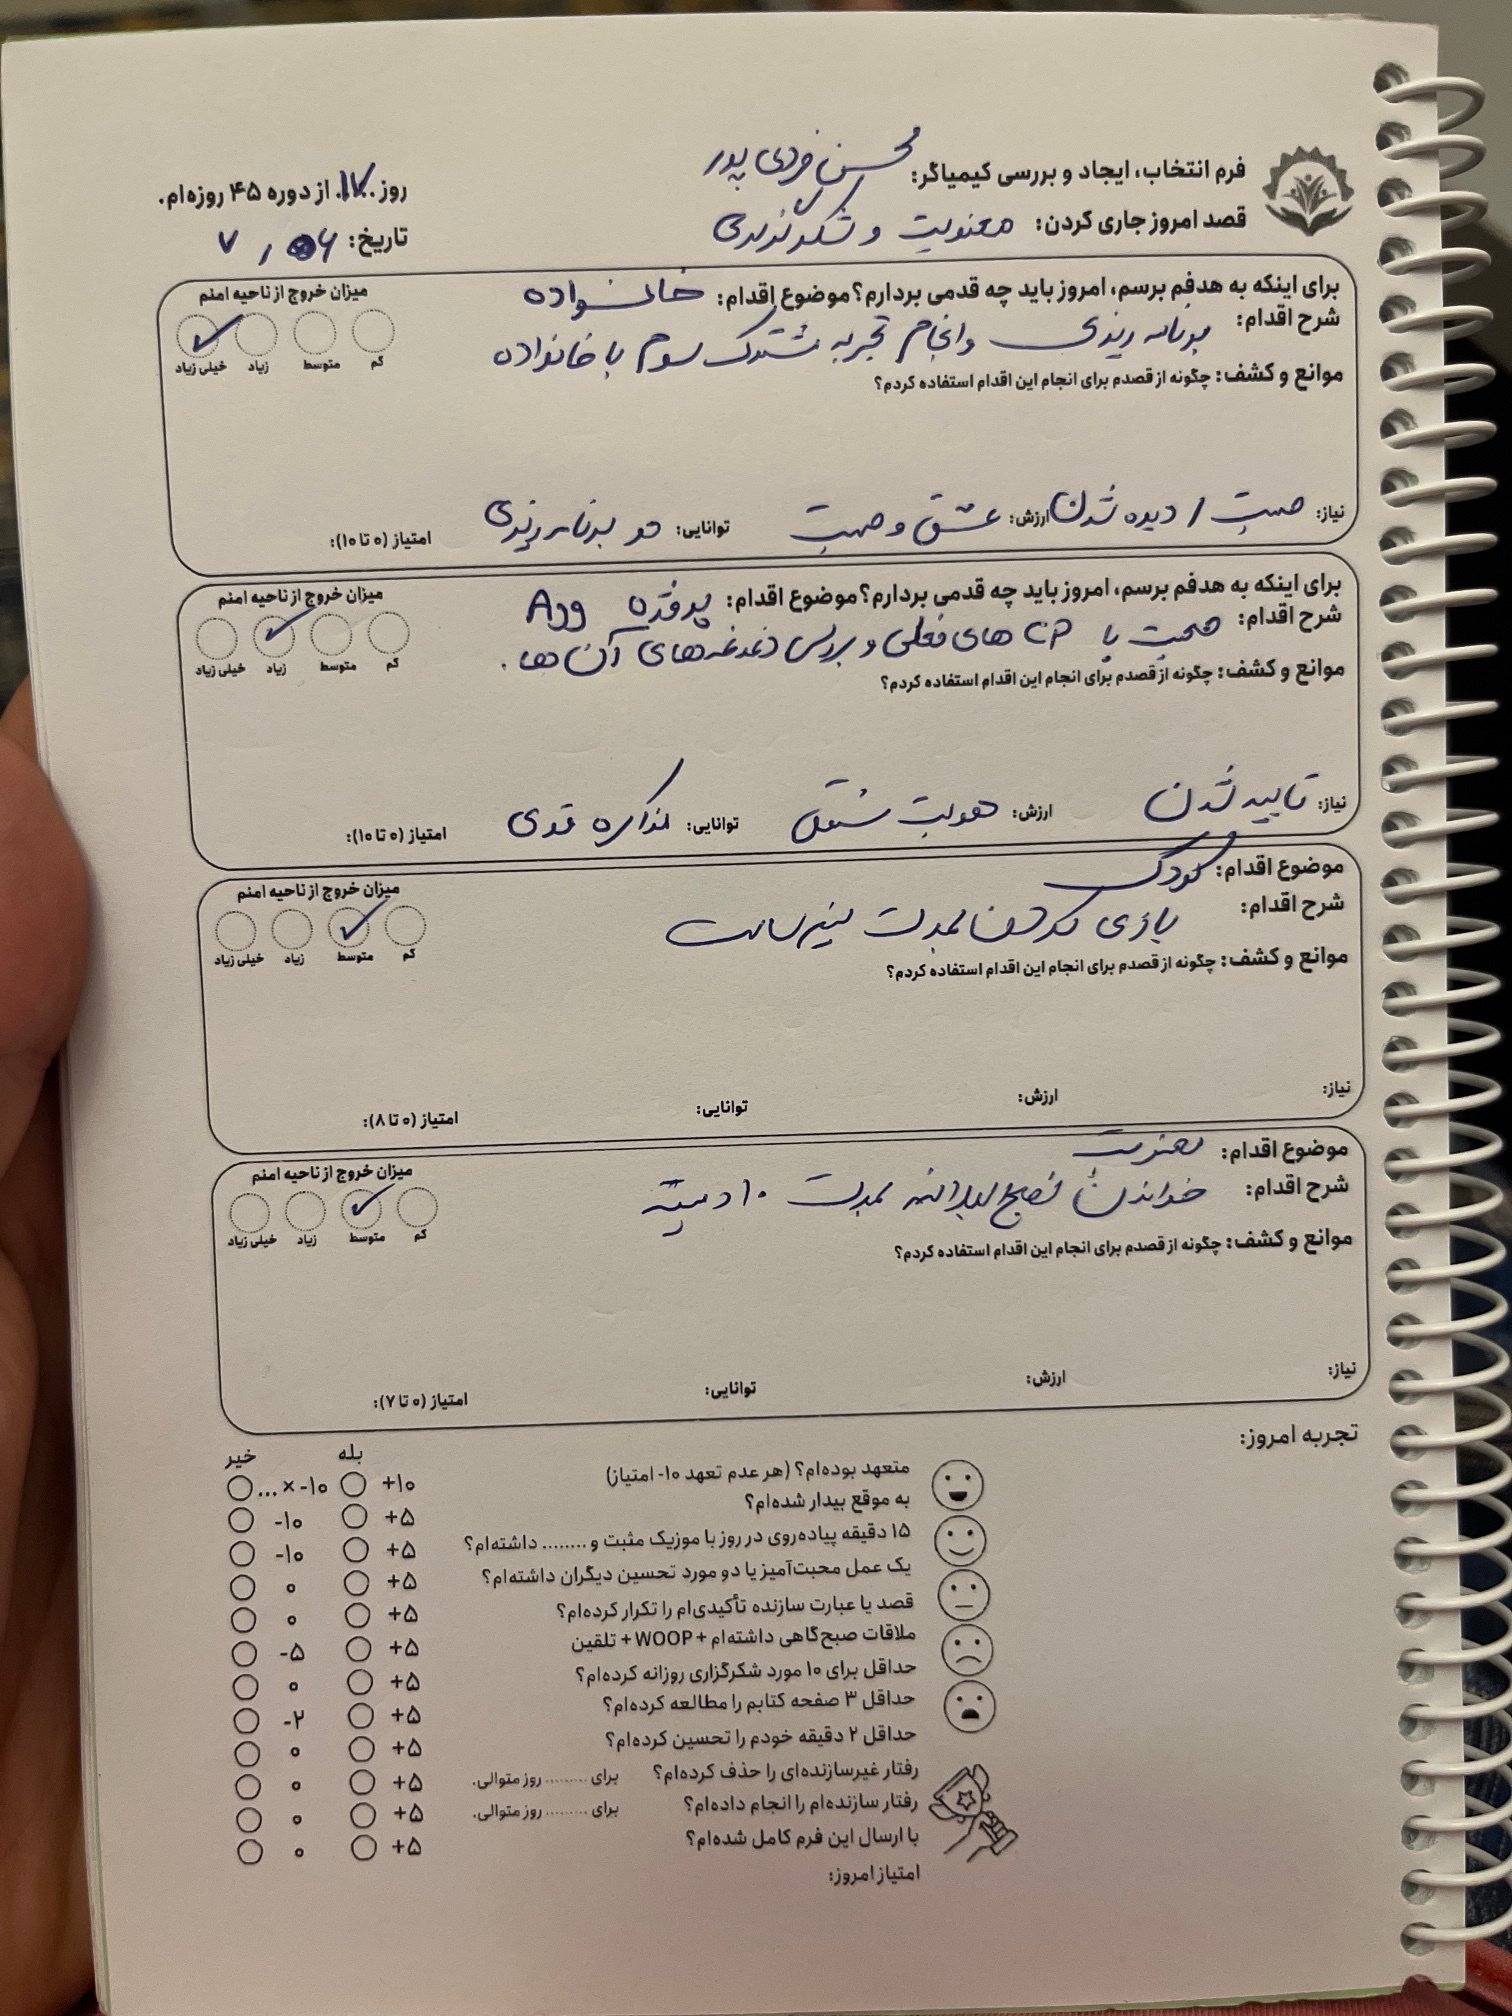 فرم انتخاب، ایجاد و بررسی کیمیاگر: محسن فردی پور
روز ۱۷ از دوره ۴۵ روزه‌ام.
قصد امروز جاری کردن: معنویت و شکرگزاری
تاریخ: ۷ / ۰۶
برای اینکه به هدفم برسم، امروز باید چه قدمی بردارم؟ موضوع اقدام: خانواده
میزان خروج از ناحیه امنم
شرح اقدام: برنامه ریزی و انجام تجربه مشترک سوم با خانواده
کم متوسط زیاد خیلی زیاد
موانع و کشف: چگونه از قصدم برای انجام این اقدام استفاده کردم؟
نیاز: محبت / دیده شدن ارزش: عشق و محبت توانایی: برنامه ریزی امتیاز (۰ تا ۱۰):
برای اینکه به هدفم برسم، امروز باید چه قدمی بردارم؟ موضوع اقدام: پروژه Agg
میزان خروج از ناحیه امنم
شرح اقدام: صحبت با های فعلی و بررسی دغدغه‌های آن ها.
کم متوسط زیاد خیلی زیاد
موانع و کشف: چگونه از قصدم برای انجام این اقدام استفاده کردم؟
نیاز: تایید شدن ارزش: هویت مستقل توانایی: مذاکره قوی امتیاز (۰ تا ۱۰):
موضوع اقدام: کودک
میزان خروج از ناحیه امنم
شرح اقدام: بازی کردن بمدت نیم ساعت
کم متوسط زیاد خیلی زیاد
موانع و کشف: چگونه از قصدم برای انجام این اقدام استفاده کردم؟
نیاز: ارزش: توانایی: امتیاز (۰ تا ۸):
موضوع اقدام: معنویت
میزان خروج از ناحیه امنم
شرح اقدام: خواندن نهج البلاغه بمدت ۱۰ دقیقه
کم متوسط زیاد خیلی زیاد
موانع و کشف: چگونه از قصدم برای انجام این اقدام استفاده کردم؟
نیاز: ارزش: توانایی: امتیاز (۰ تا ۷):
تجربه امروز:
بله خیر
متعهد بوده‌ام؟ (هر عدم تعهد ۱۰- امتیاز) +۱۰ -۱۰ × ...
به موقع بیدار شده‌ام؟ +۵ -۱۰
۱۵ دقیقه پیاده‌روی در روز با موزیک مثبت و ........ داشته‌ام؟ +۵ -۱۰
یک عمل محبت‌آمیز یا دو مورد تحسین دیگران داشته‌ام؟ +۵ ۰
قصد یا عبارت سازنده تأکیدی‌ام را تکرار کرده‌ام؟ +۵ ۰
ملاقات صبح‌گاهی داشته‌ام + WOOP + تلقین +۵ -۵
حداقل برای ۱۰ مورد شکرگزاری روزانه کرده‌ام؟ +۵ ۰
حداقل ۳ صفحه کتابم را مطالعه کرده‌ام؟ +۵ -۲
حداقل ۲ دقیقه خودم را تحسین کرده‌ام؟ +۵ ۰
رفتار غیرسازنده‌ای را حذف کرده‌ام؟ برای ......... روز متوالی. +۵ ۰
رفتار سازنده‌ام را انجام داده‌ام؟ برای ......... روز متوالی. +۵ ۰
با ارسال این فرم کامل شده‌ام؟ +۵ ۰
امتیاز امروز: